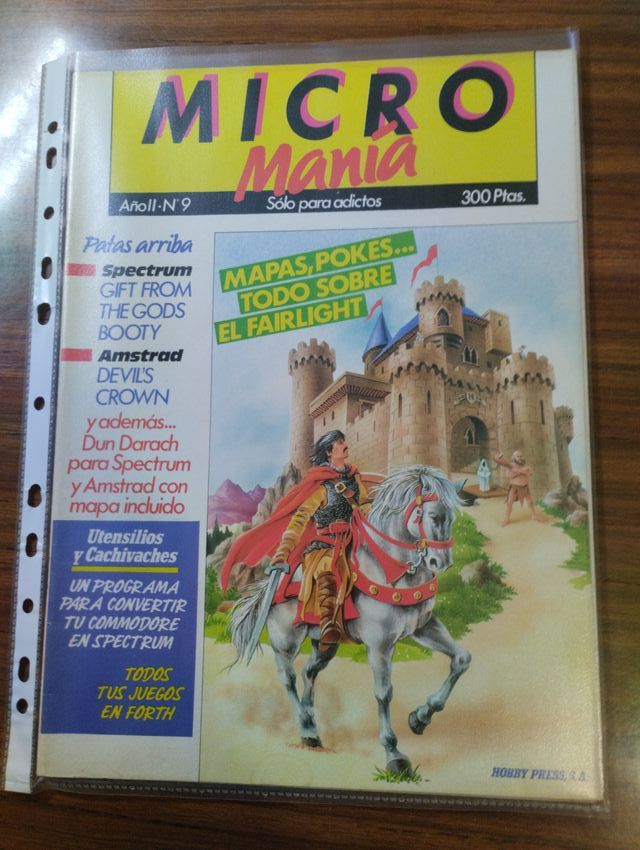 MICRO
Manía
Año II · Nº 9
Sólo para adictos
300 Ptas.
Patas arriba
Spectrum
GIFT FROM
THE GODS
BOOTY
Amstrad
DEVIL'S
CROWN
y además...
Dun Darach
para Spectrum
y Amstrad con
mapa incluido
Utensilios
y Cachivaches
UN PROGRAMA
PARA CONVERTIR
TU COMMODORE
EN SPECTRUM
TODOS
TUS JUEGOS
EN FORTH
MAPAS, POKES...
TODO SOBRE
EL FAIRLIGHT
HOBBY PRESS, S.A.